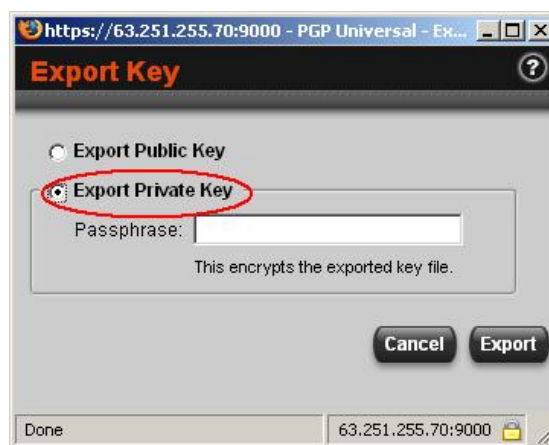 https://63.251.255.70:9000 - PGP Universal - Ex...
Export Key
?
Export Public Key
Export Private Key
Passphrase:
This encrypts the exported key file.
Cancel Export
Done 63.251.255.70:9000